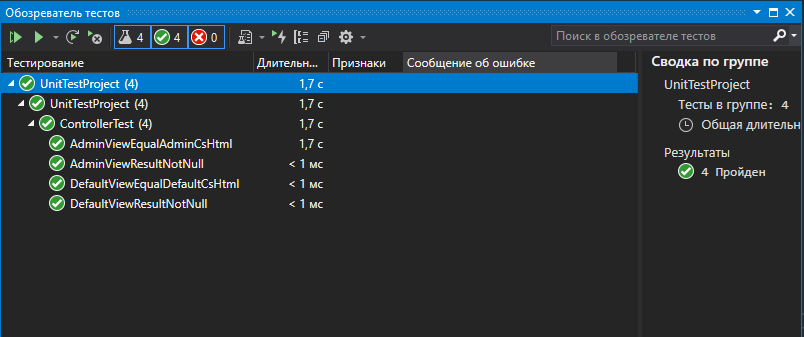 Обозреватель тестов
4 4 0
Поиск в обозревателе тестов
Тестирование Длительн... Признаки Сообщение об ошибке
UnitTestProject (4) 1,7 с
UnitTestProject (4) 1,7 с
ControllerTest (4) 1,7 с
AdminViewEqualAdminCsHtml 1,7 с
AdminViewResultNotNull < 1 мс
DefaultViewEqualDefaultCsHtml < 1 мс
DefaultViewResultNotNull < 1 мс
Сводка по группе
UnitTestProject
Тесты в группе: 4
Общая длительн
Результаты
4 Пройден